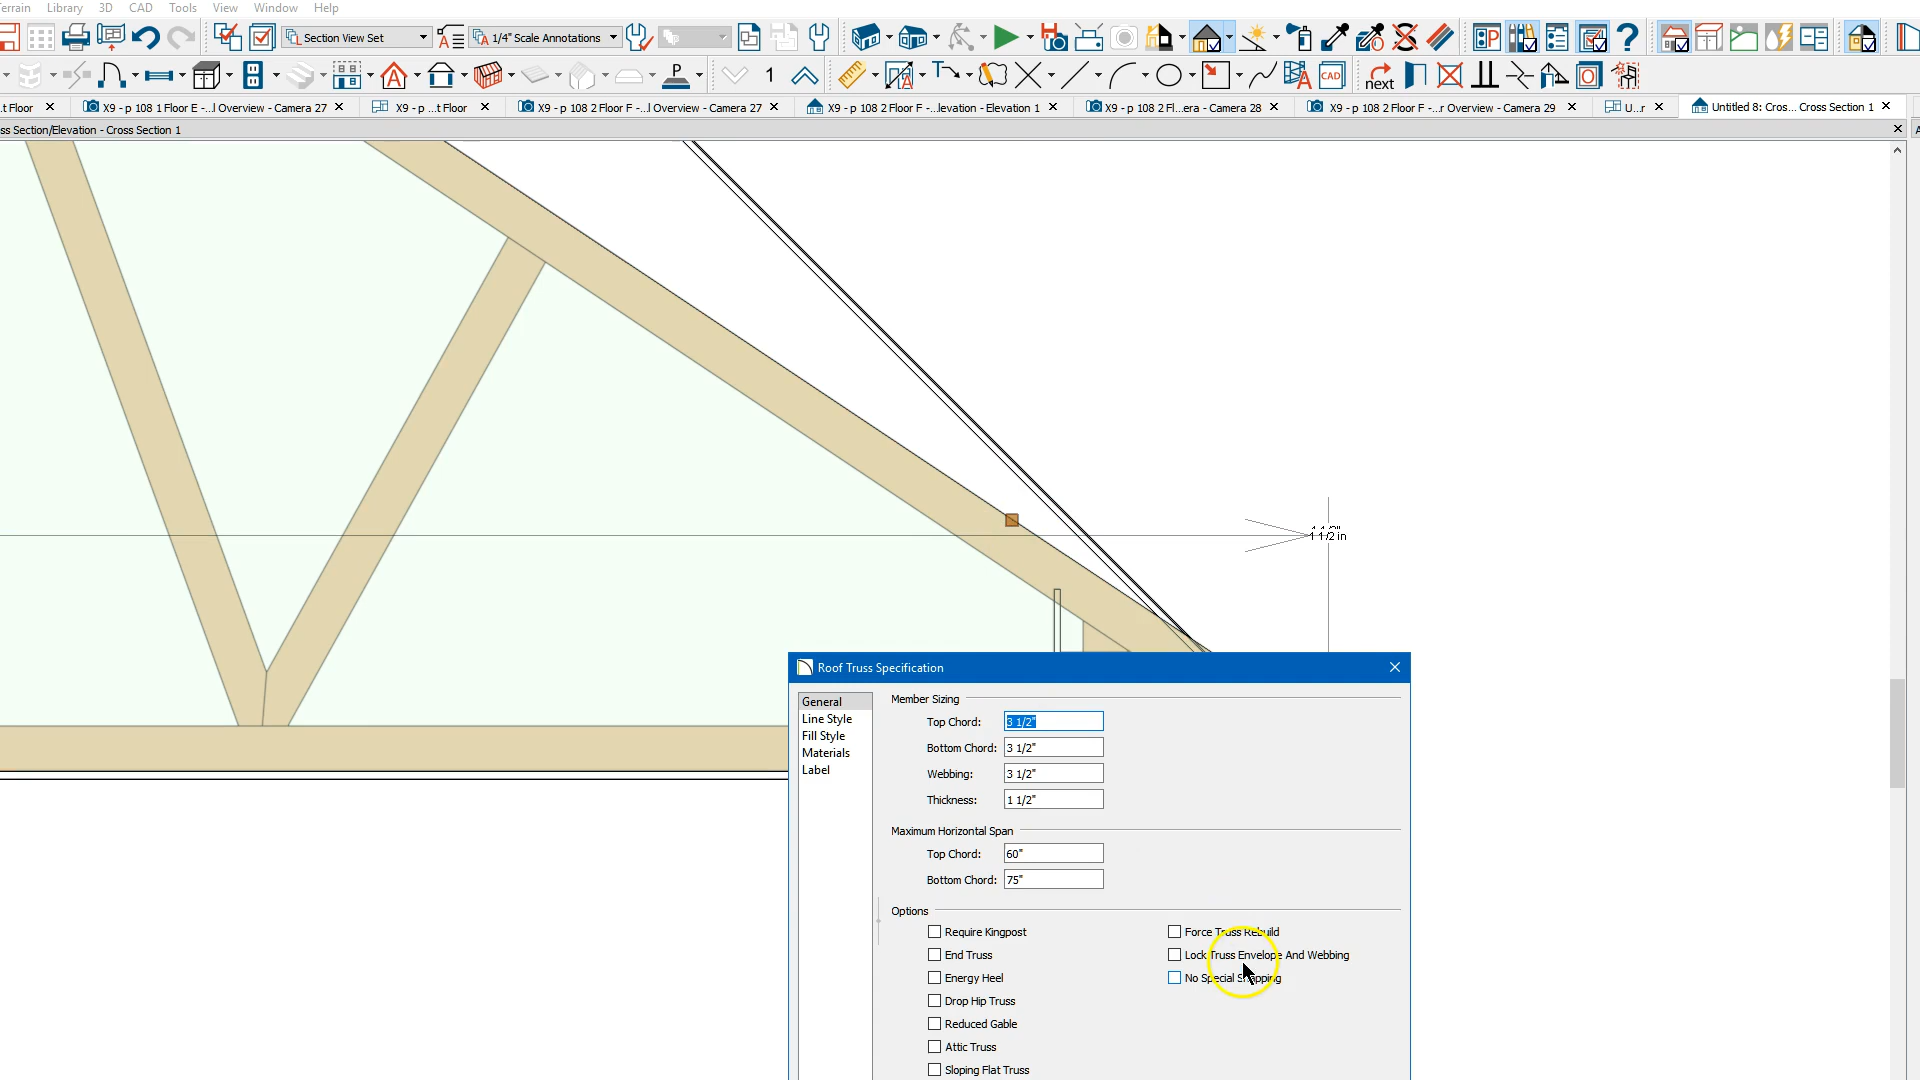 errain Library 3D CAD Tools View Window Help
Section View Set 1/4" Scale Annotations
1 CAD next
.t Floor X9 - p 108 1 Floor E -...l Overview - Camera 27 X9 - p ...t Floor X9 - p 108 2 Floor F -...l Overview - Camera 27 X9 - p 108 2 Floor F -...levation - Elevation 1 X9 - p 108 2 Fl...era - Camera 28 X9 - p 108 2 Floor F -...r Overview - Camera 29 U...r Untitled 8: Cros... Cross Section 1
ss Section/Elevation - Cross Section 1
1 1/2 in
Roof Truss Specification
General
Line Style
Fill Style
Materials
Label
Member Sizing
Top Chord: 3 1/2"
Bottom Chord: 3 1/2"
Webbing: 3 1/2"
Thickness: 1 1/2"
Maximum Horizontal Span
Top Chord: 60"
Bottom Chord: 75"
Options
Require Kingpost Force Truss Rebuild
End Truss Lock Truss Envelope And Webbing
Energy Heel No Special Snapping
Drop Hip Truss
Reduced Gable
Attic Truss
Sloping Flat Truss